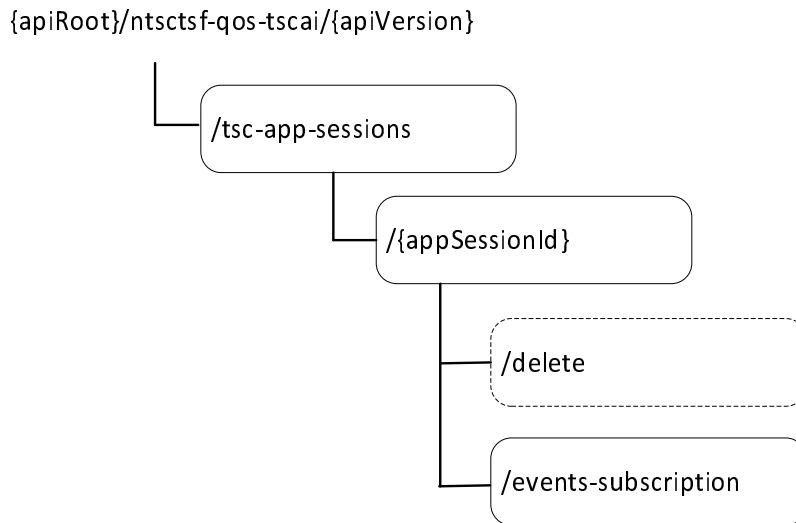 {apiRoot}/ntsctsf-qos-tscai/{apiVersion}
/tsc-app-sessions
/{appSessionId}
/delete
/events-subscription